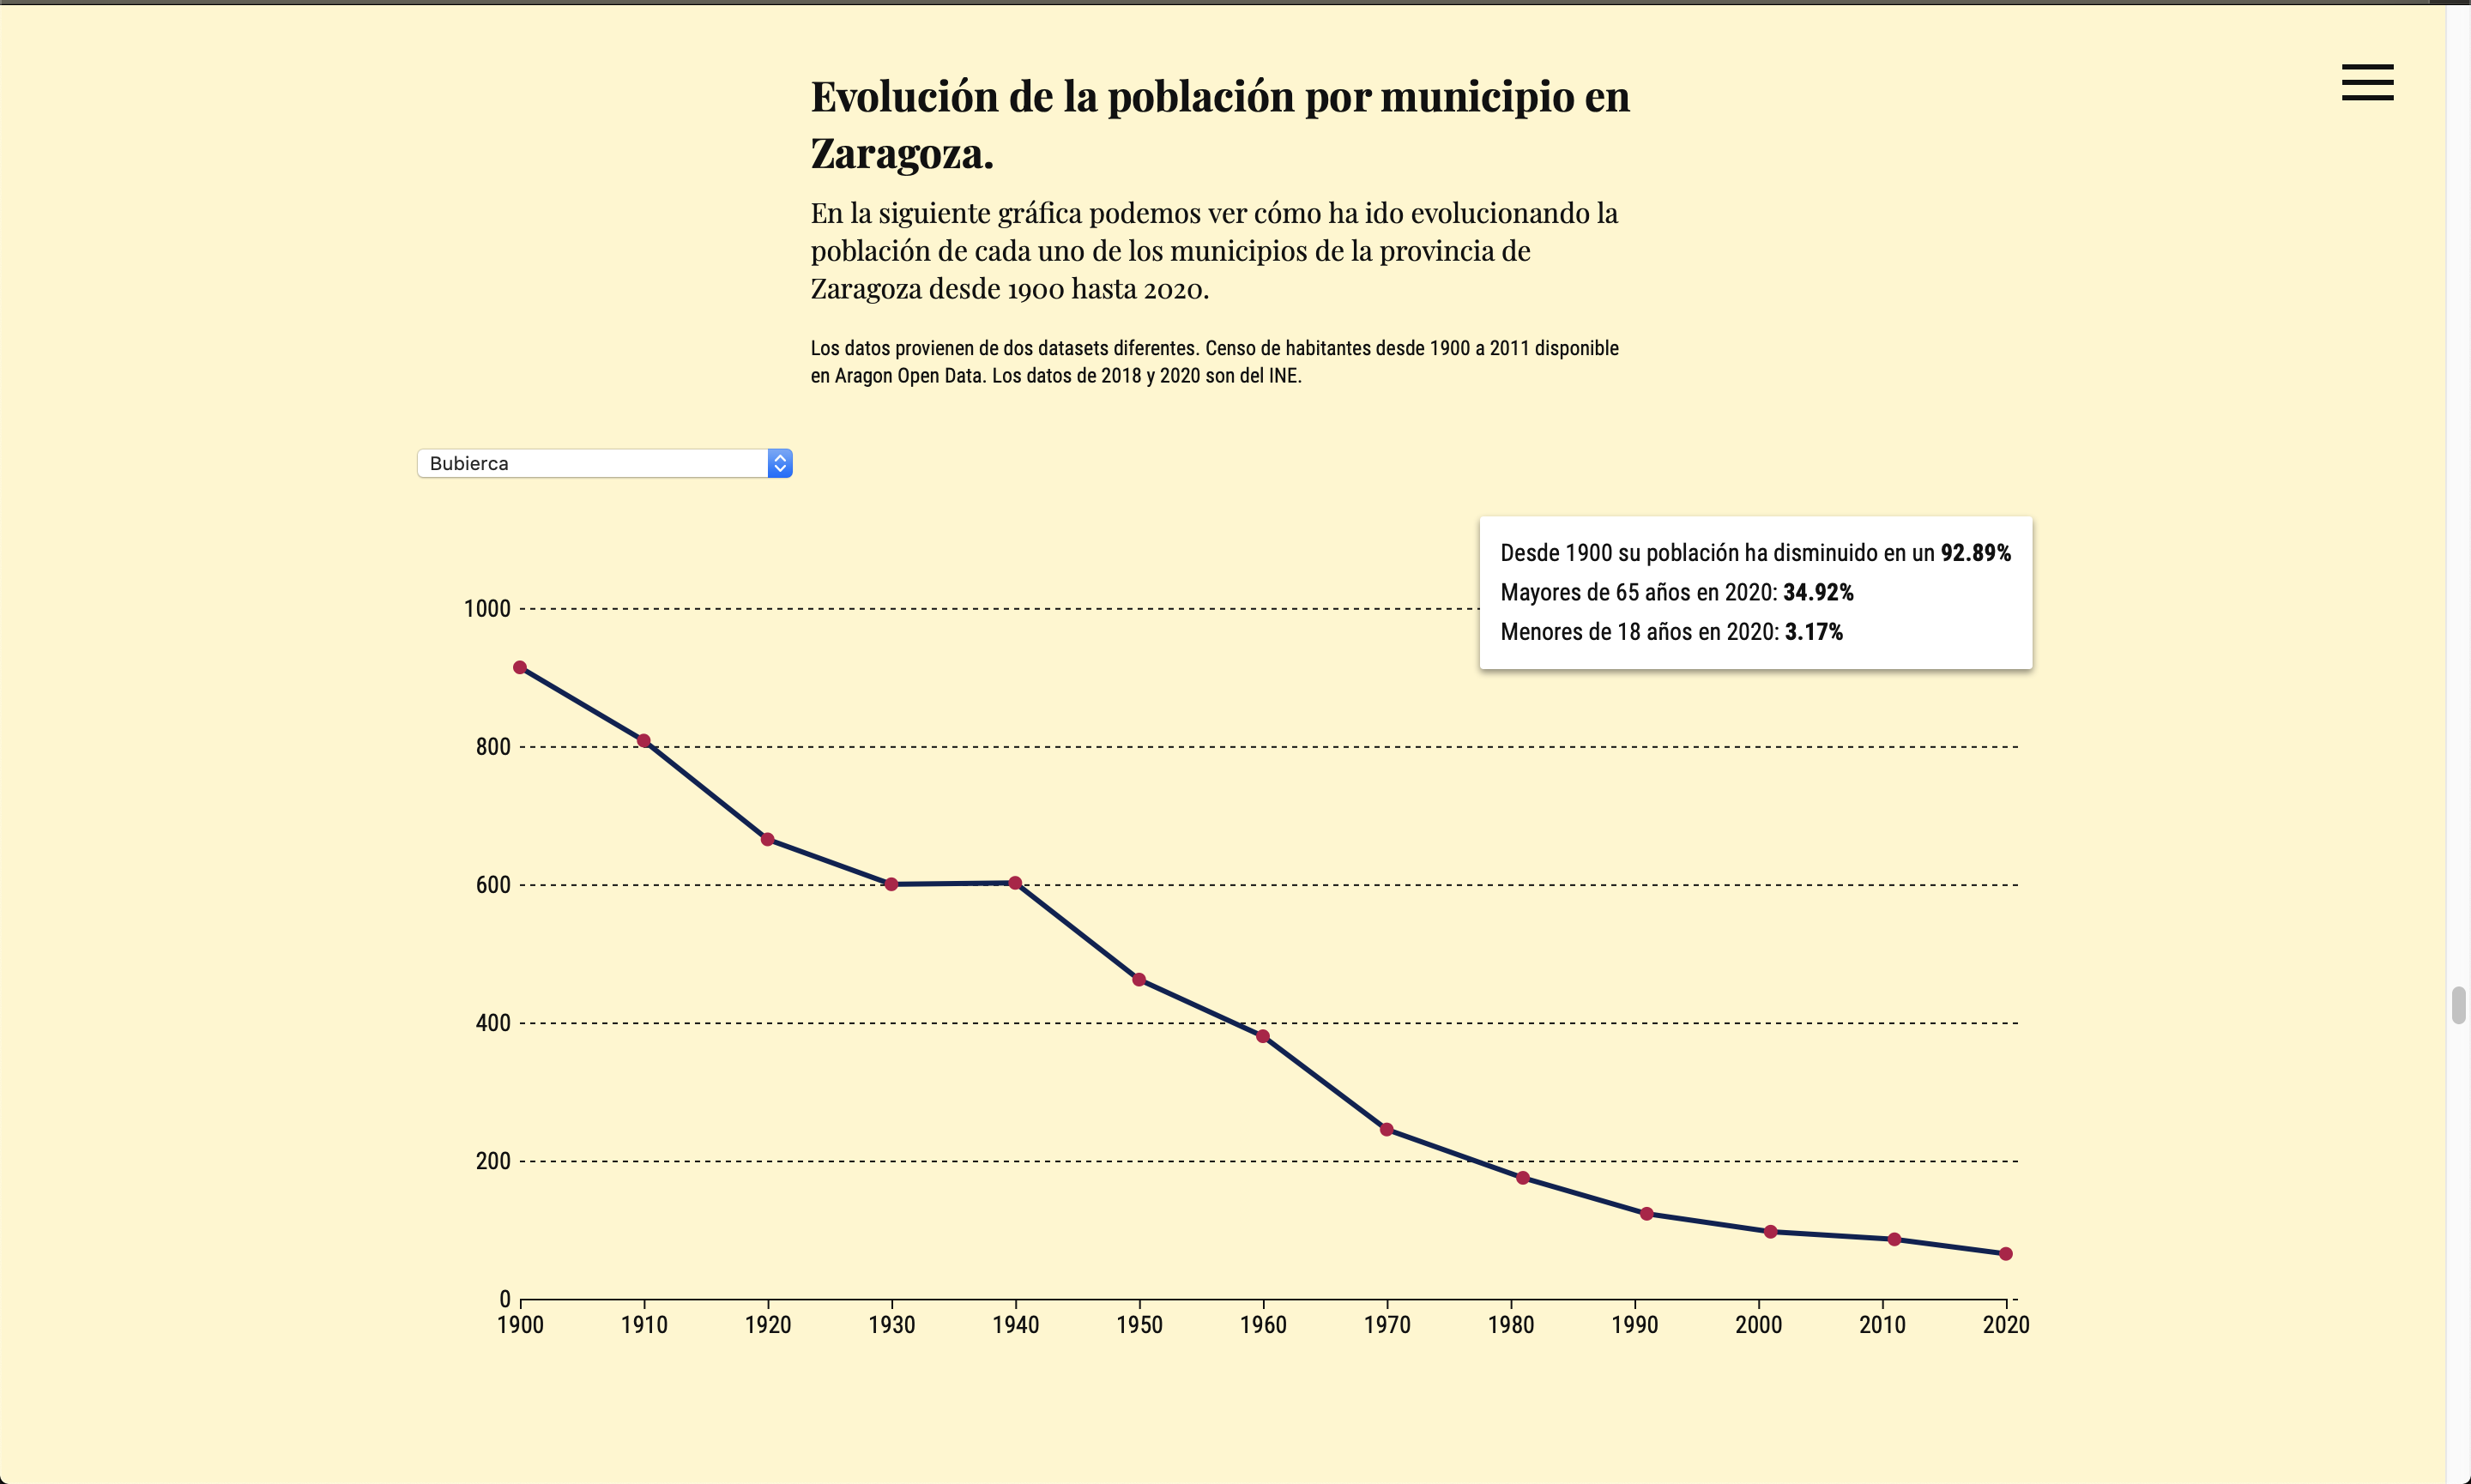 Evolución de la población por municipio en
Zaragoza.
En la siguiente gráfica podemos ver cómo ha ido evolucionando la
población de cada uno de los municipios de la provincia de
Zaragoza desde 1900 hasta 2020.
Los datos provienen de dos datasets diferentes. Censo de habitantes desde 1900 a 2011 disponible
en Aragon Open Data. Los datos de 2018 y 2020 son del INE.
Bubierca
Desde 1900 su población ha disminuido en un 92.89%
Mayores de 65 años en 2020: 34.92%
Menores de 18 años en 2020: 3.17%
1000
800
600
400
200
0
1900 1910 1920 1930 1940 1950 1960 1970 1980 1990 2000 2010 2020